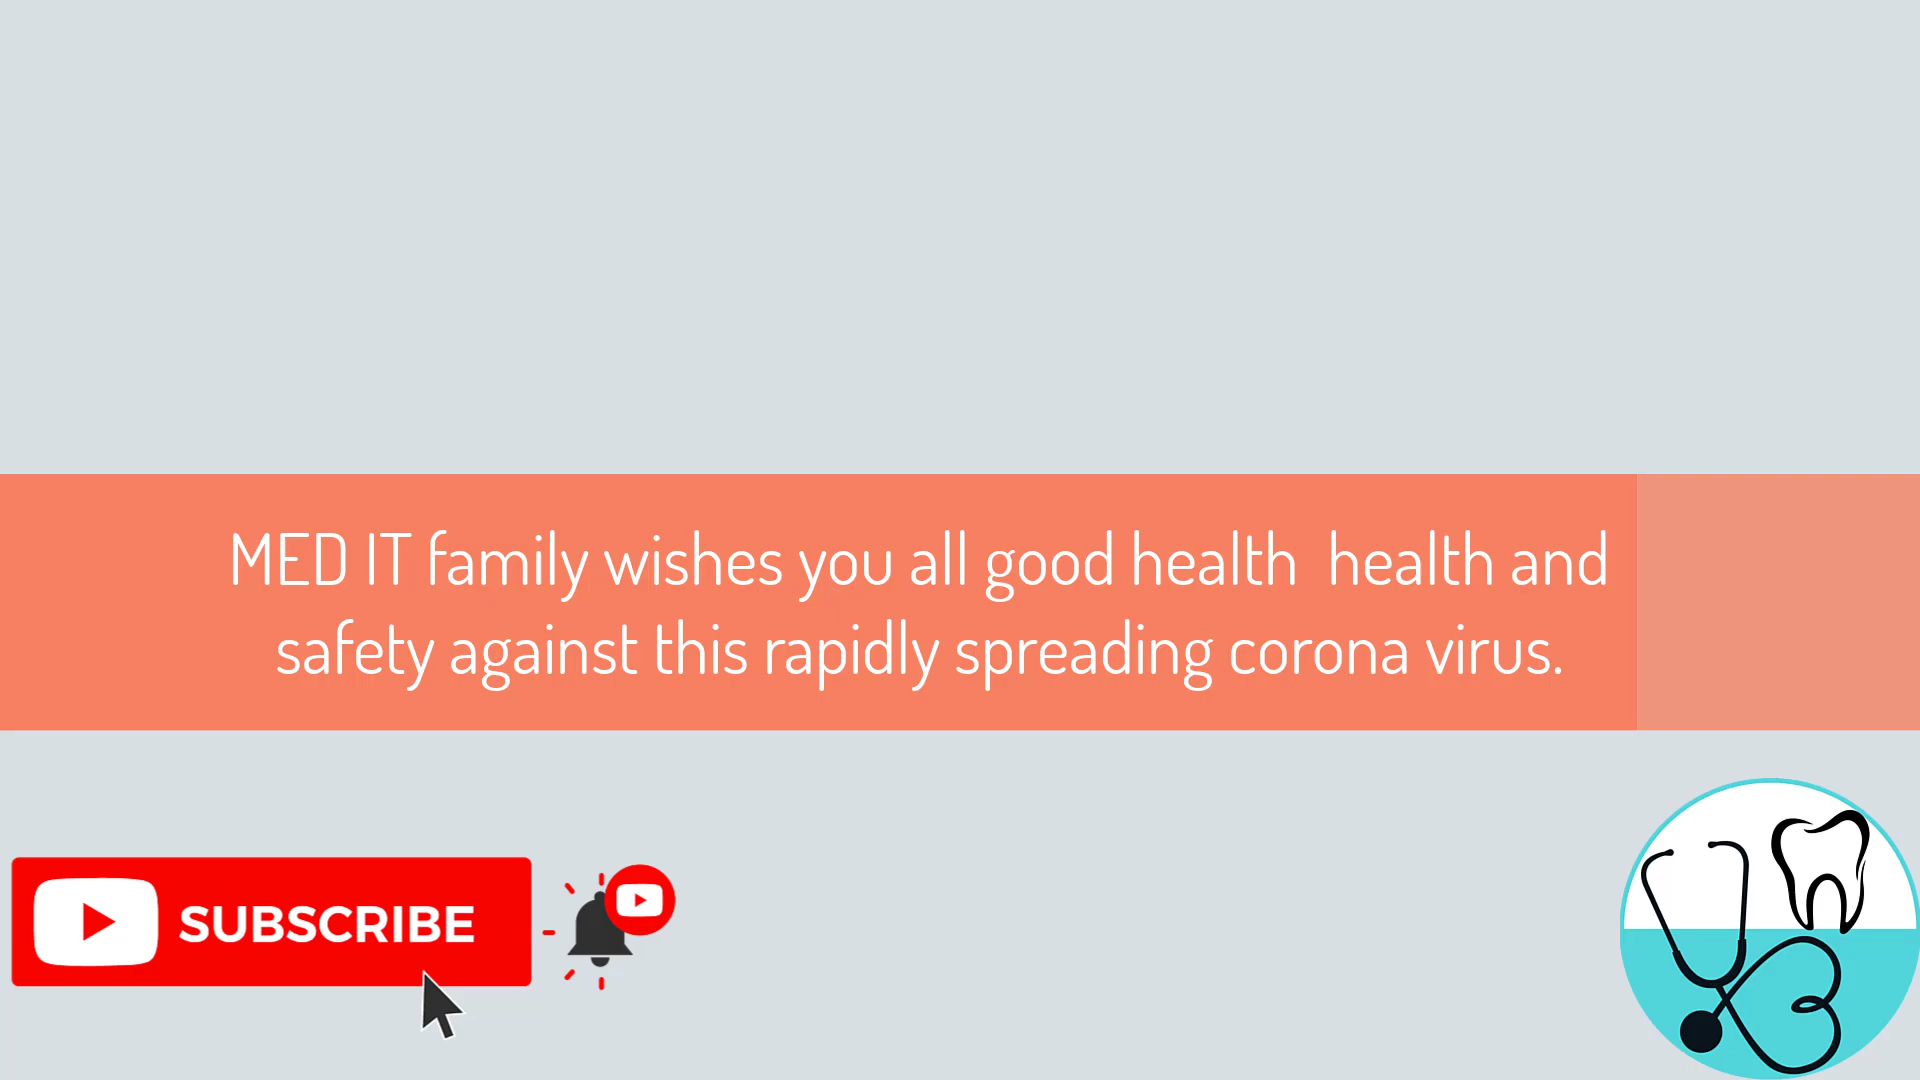 MED IT family wishes you all good health  health and
safety against this rapidly spreading corona virus.
SUBSCRIBE